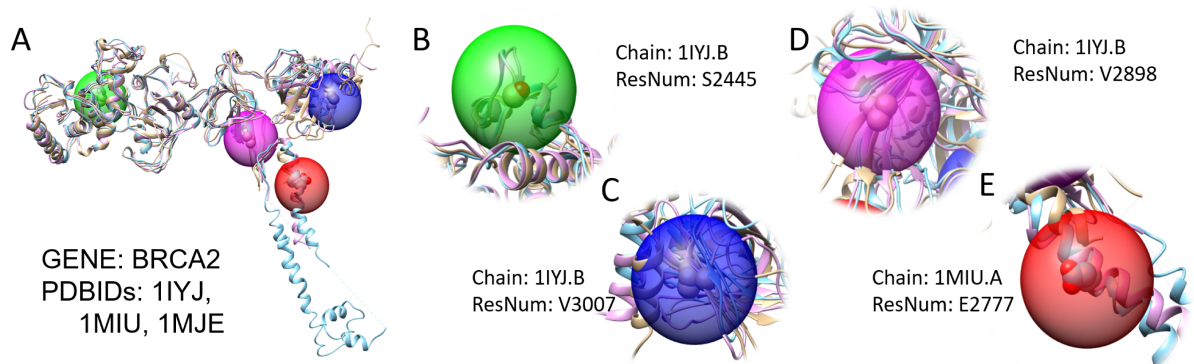 A
GENE: BRCA2
PDBIDs: 1IYJ,
1MIU, 1MJE
B
Chain: 1IYJ.B
ResNum: S2445
C
Chain: 1IYJ.B
ResNum: V3007
D
Chain: 1IYJ.B
ResNum: V2898
E
Chain: 1MIU.A
ResNum: E2777